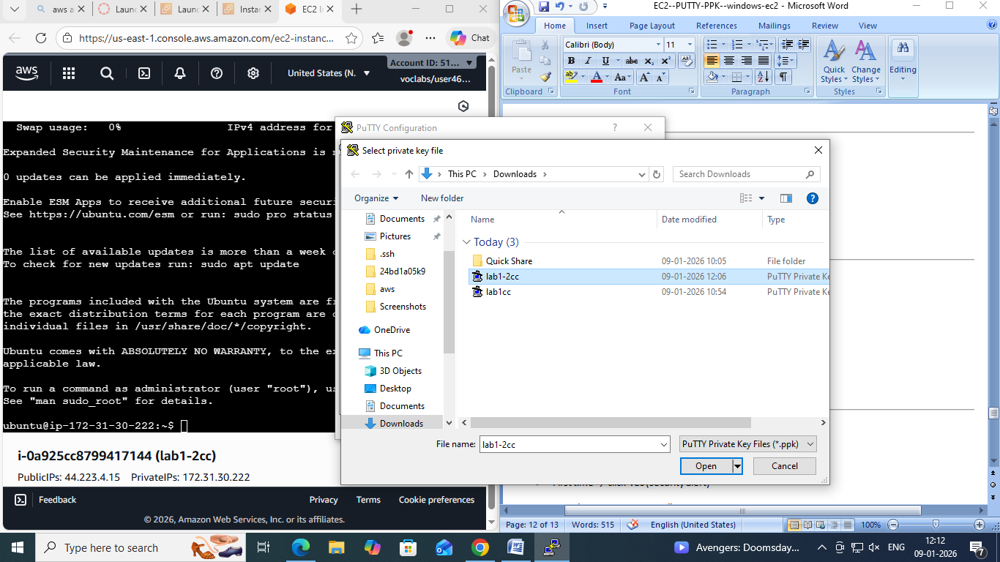 aws a
Launc
Launc
Instar
EC2 In
https://us-east-1.console.aws.amazon.com/ec2-instanc...
Chat
aws
United States (N.
Account ID: 51...
voclabs/user46...
Swap usage: 0% IPv4 address for
Expanded Security Maintenance for Applications is n
0 updates can be applied immediately.
Enable ESM Apps to receive additional future securi
See https://ubuntu.com/esm or run: sudo pro status
The list of available updates is more than a week o
To check for new updates run: sudo apt update
The programs included with the Ubuntu system are fr
the exact distribution terms for each program are d
individual files in /usr/share/doc/*/copyright.
Ubuntu comes with ABSOLUTELY NO WARRANTY, to the ex
applicable law.
To run a command as administrator (user "root"), us
See "man sudo_root" for details.
ubuntu@ip-172-31-30-222:~$
i-0a925cc8799417144 (lab1-2cc)
PublicIPs: 44.223.4.15 PrivateIPs: 172.31.30.222
Feedback
Privacy
Terms
Cookie preferences
© 2026, Amazon Web Services, Inc. or its affiliates.
PuTTY Configuration
?
Select private key file
This PC
Downloads
Search Downloads
Organize
New folder
Documents
Pictures
.ssh
24bd1a05k9
aws
Screenshots
OneDrive
This PC
3D Objects
Desktop
Documents
Downloads
Name Date modified Type
Today (3)
Quick Share 09-01-2026 10:05 File folder
lab1-2cc 09-01-2026 12:06 PuTTY Private Ke
lab1cc 09-01-2026 10:54 PuTTY Private Ke
File name: lab1-2cc
PuTTY Private Key Files (*.ppk)
Open
Cancel
EC2--PUTTY-PPK--windows-ec2 - Microsoft Word
Home
Insert
Page Layout
References
Mailings
Review
View
Paste
Clipboard
Calibri (Body)
11
B I U abc x₂ x² Aa A A
Font
Paragraph
Quick Styles
Change Styles
Styles
Editing
Page: 12 of 13
Words: 515
English (United States)
100%
Type here to search
Avengers: Doomsday...
ENG
12:12
09-01-2026
7